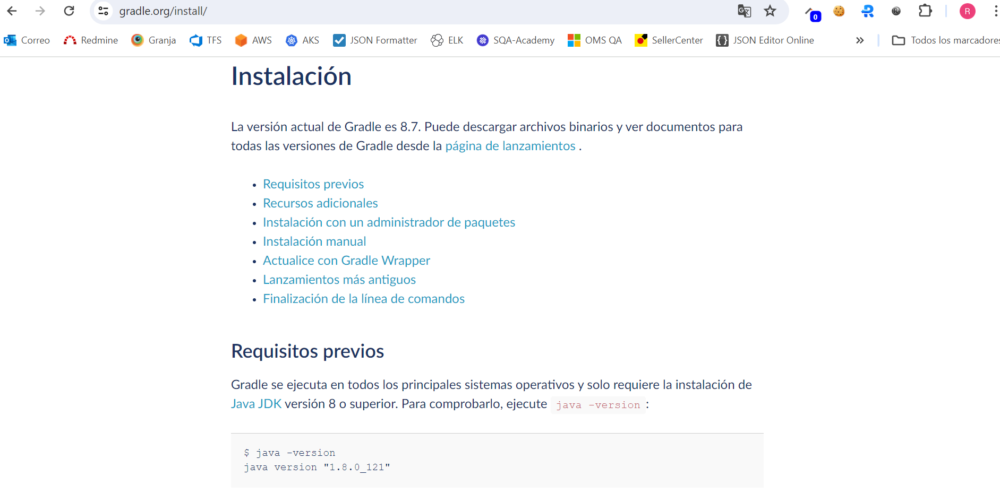 gradle.org/install/
0
R
R
Correo Redmine Granja TFS AWS AKS JSON Formatter ELK SQA-Academy OMS QA SellerCenter {} JSON Editor Online » Todos los marcadores
Instalación
La versión actual de Gradle es 8.7. Puede descargar archivos binarios y ver documentos para
todas las versiones de Gradle desde la página de lanzamientos .
• Requisitos previos
• Recursos adicionales
• Instalación con un administrador de paquetes
• Instalación manual
• Actualice con Gradle Wrapper
• Lanzamientos más antiguos
• Finalización de la línea de comandos
Requisitos previos
Gradle se ejecuta en todos los principales sistemas operativos y solo requiere la instalación de
Java JDK versión 8 o superior. Para comprobarlo, ejecute java -version :
$ java -version
java version "1.8.0_121"